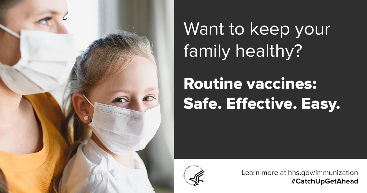 Want to keep your
family healthy?
Routine vaccines:
Safe. Effective. Easy.
Learn more at hhs.gov/immunization
#CatchUpGetAhead